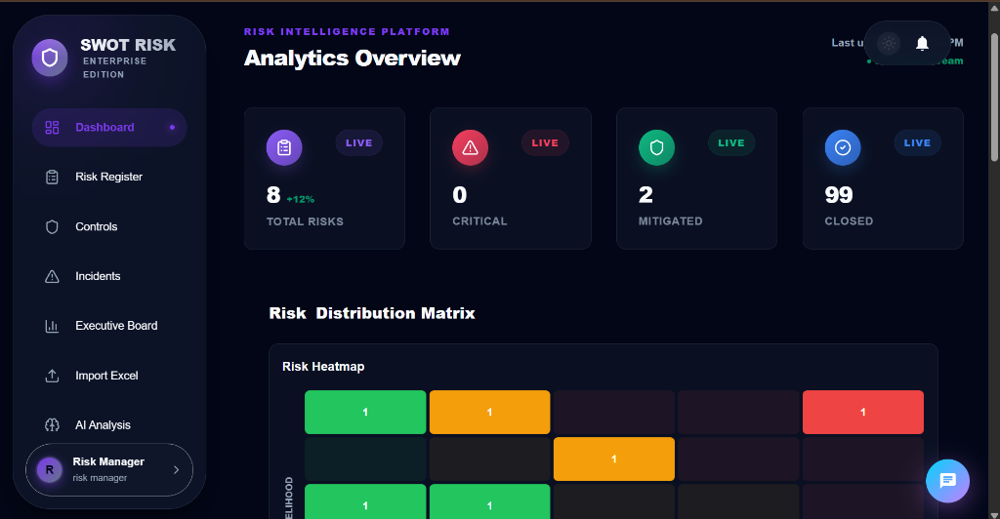 SWOT RISK
ENTERPRISE
EDITION
Dashboard
Risk Register
Controls
Incidents
Executive Board
Import Excel
AI Analysis
R
Risk Manager
risk manager
RISK INTELLIGENCE PLATFORM
Analytics Overview
Last u
PM
eam
LIVE
8 +12%
TOTAL RISKS
LIVE
0
CRITICAL
LIVE
2
MITIGATED
LIVE
99
CLOSED
Risk Distribution Matrix
Risk Heatmap
1 1 1
1
1 1
ELIHOOD